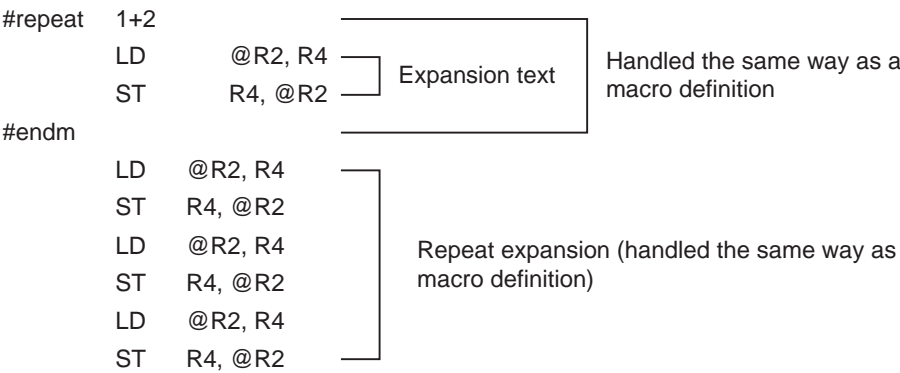 #repeat 1+2
LD @R2, R4
ST R4, @R2
Expansion text
Handled the same way as a
macro definition
#endm
LD @R2, R4
ST R4, @R2
LD @R2, R4
ST R4, @R2
LD @R2, R4
ST R4, @R2
Repeat expansion (handled the same way as
macro definition)